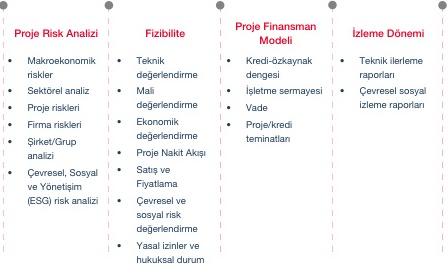 Proje Risk Analizi
• Makroekonomik
riskler
• Sektörel analiz
• Proje riskleri
• Firma riskleri
• Şirket/Grup
analizi
• Çevresel, Sosyal
ve Yönetişim
(ESG) risk analizi
Fizibilite
• Teknik
değerlendirme
• Mali
değerlendirme
• Ekonomik
değerlendirme
• Proje Nakit Akışı
• Satış ve
Fiyatlama
• Çevresel ve
sosyal risk
değerlendirme
• Yasal izinler ve
hukuksal durum
Proje Finansman
Modeli
• Kredi-özkaynak
dengesi
• İşletme sermayesi
• Vade
• Proje/kredi
teminatları
İzleme Dönemi
• Teknik ilerleme
raporları
• Çevresel sosyal
izleme raporları